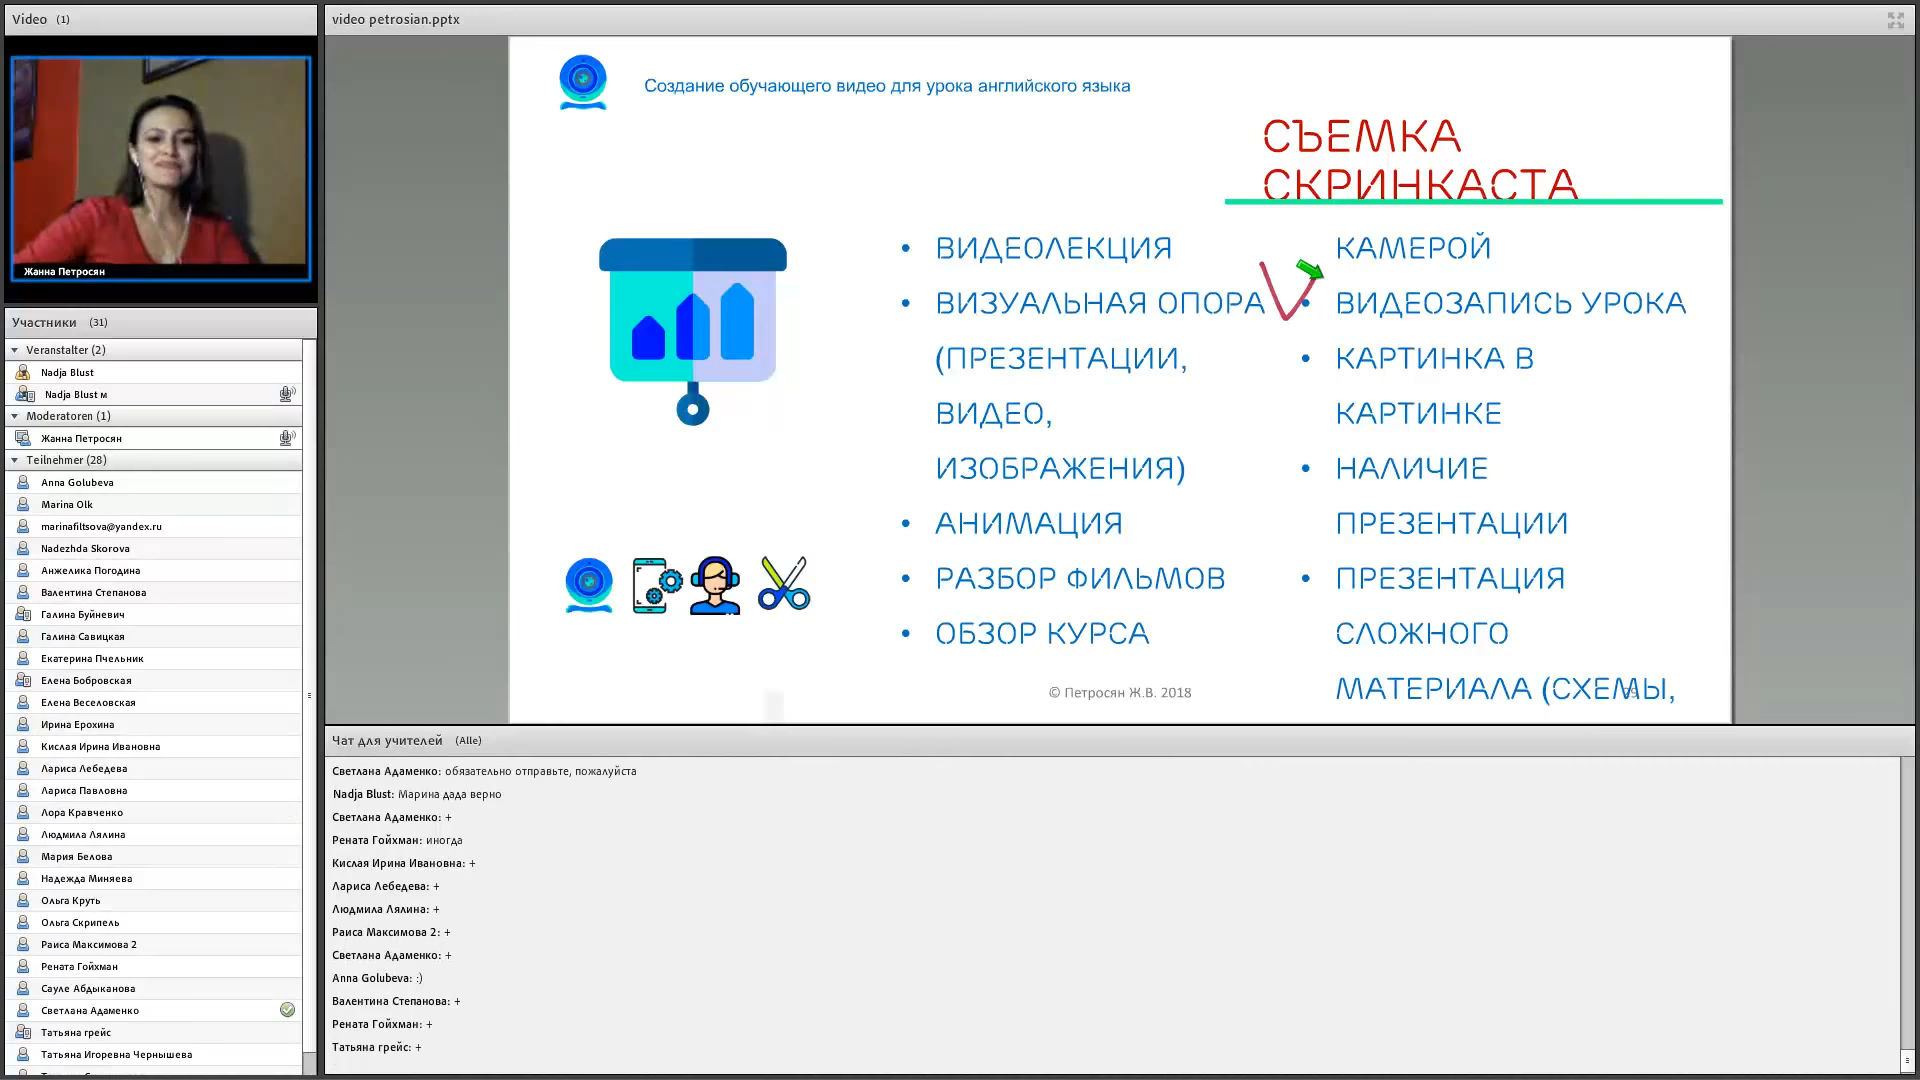 Video (1)
Жанна Петросян
Участники (31)
Veranstalter (2)
Nadja Blust
Nadja Blust м
Moderatoren (1)
Жанна Петросян
Teilnehmer (28)
Anna Golubeva
Marina Olk
marinafiltsova@yandex.ru
Nadezhda Skorova
Анжелика Погодина
Валентина Степанова
Галина Буйневич
Галина Савицкая
Екатерина Пчельник
Елена Бобровская
Елена Веселовская
Ирина Ерохина
Кислая Ирина Ивановна
Лариса Лебедева
Лариса Павловна
Лора Кравченко
Людмила Лялина
Мария Белова
Надежда Миняева
Ольга Круть
Ольга Скрипель
Раиса Максимова 2
Рената Гойхман
Сауле Абдыканова
Светлана Адаменко
Татьяна грейс
Татьяна Игоревна Чернышева
video petrosian.pptx
Создание обучающего видео для урока английского языка
СЪЕМКА
СКРИНКАСТА
• ВИДЕОЛЕКЦИЯ
• ВИЗУАЛЬНАЯ ОПОРА
(ПРЕЗЕНТАЦИИ,
ВИДЕО,
ИЗОБРАЖЕНИЯ)
• АНИМАЦИЯ
• РАЗБОР ФИЛЬМОВ
• ОБЗОР КУРСА
КАМЕРОЙ
• ВИДЕОЗАПИСЬ УРОКА
• КАРТИНКА В
КАРТИНКЕ
• НАЛИЧИЕ
ПРЕЗЕНТАЦИИ
• ПРЕЗЕНТАЦИЯ
СЛОЖНОГО
МАТЕРИАЛА (СХЕМЫ,
© Петросян Ж.В. 2018
Чат для учителей (Alle)
Светлана Адаменко: обязательно отправьте, пожалуйста
Nadja Blust: Марина дада верно
Светлана Адаменко: +
Рената Гойхман: иногда
Кислая Ирина Ивановна: +
Лариса Лебедева: +
Людмила Лялина: +
Раиса Максимова 2: +
Светлана Адаменко: +
Anna Golubeva: :)
Валентина Степанова: +
Рената Гойхман: +
Татьяна грейс: +